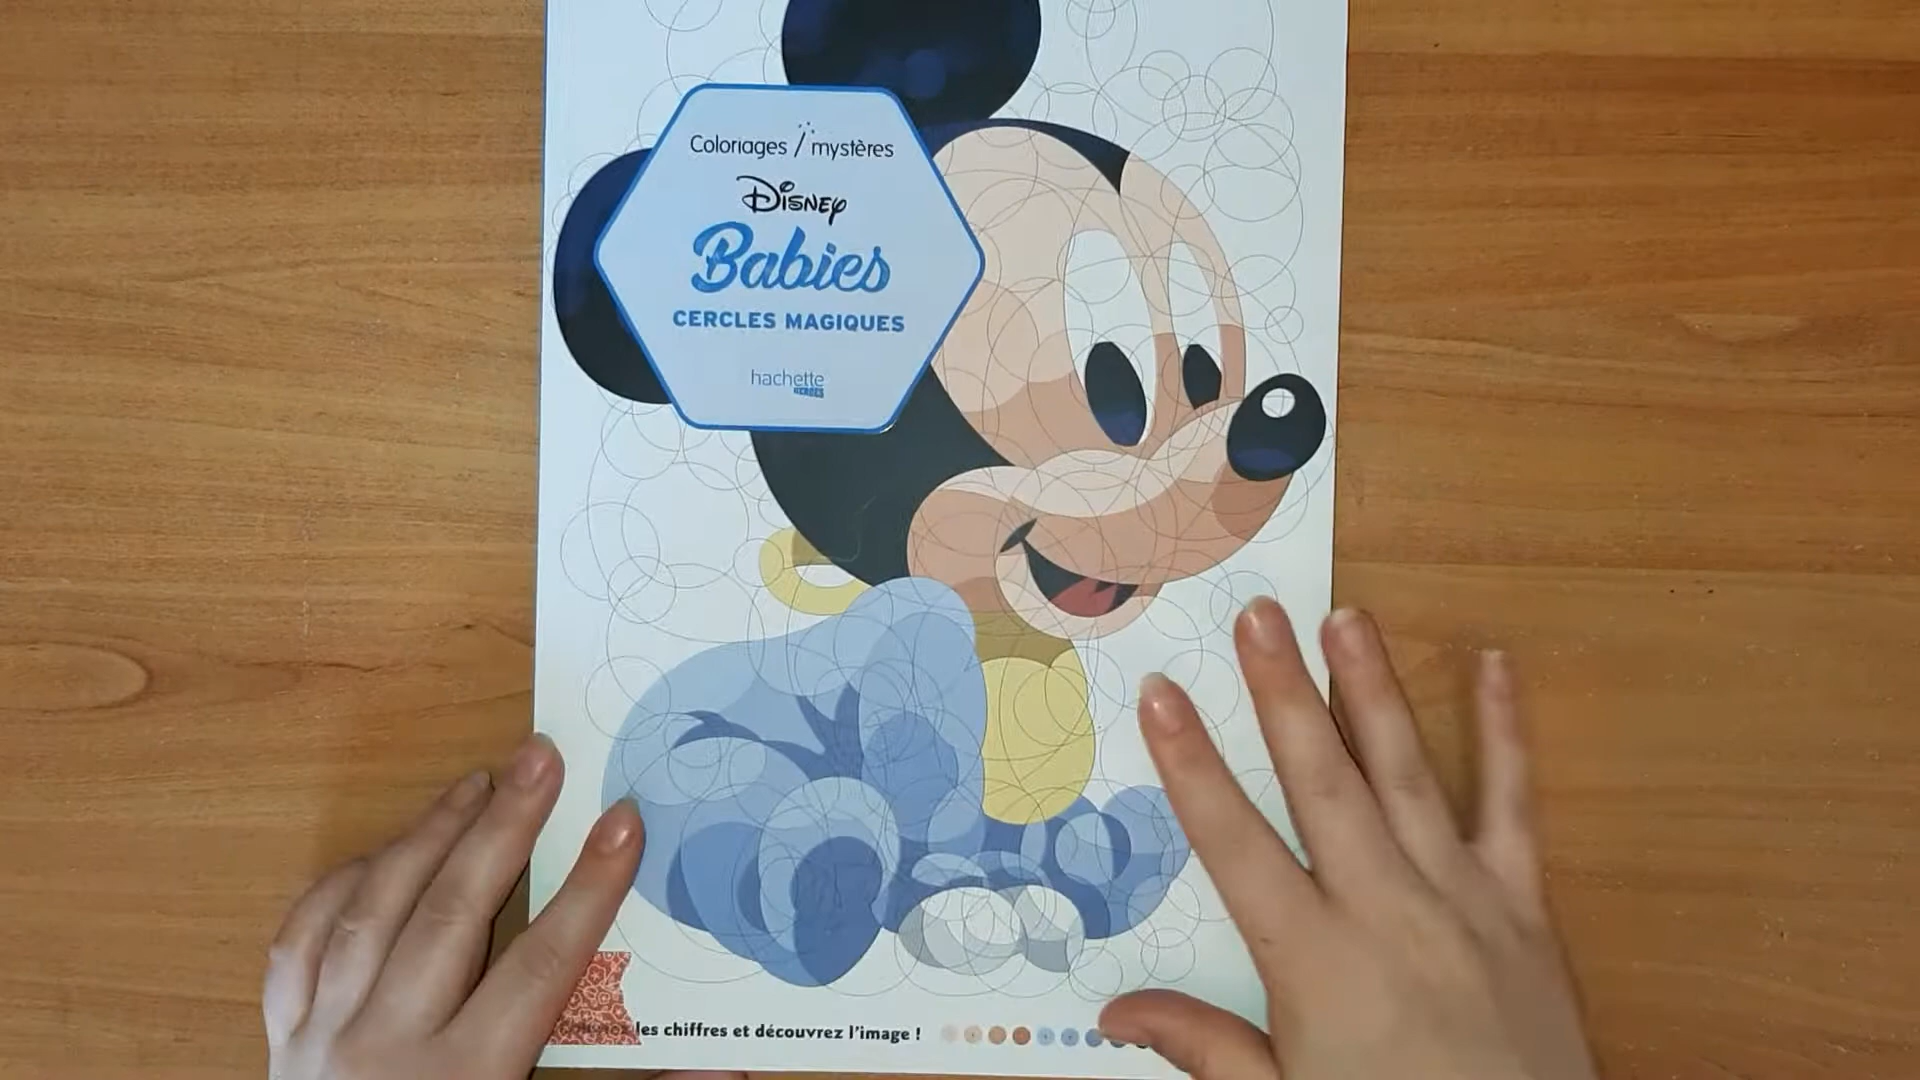 Coloriages mystères
Disney
Babies
CERCLES MAGIQUES
hachette
les chiffres et découvrez l'image !